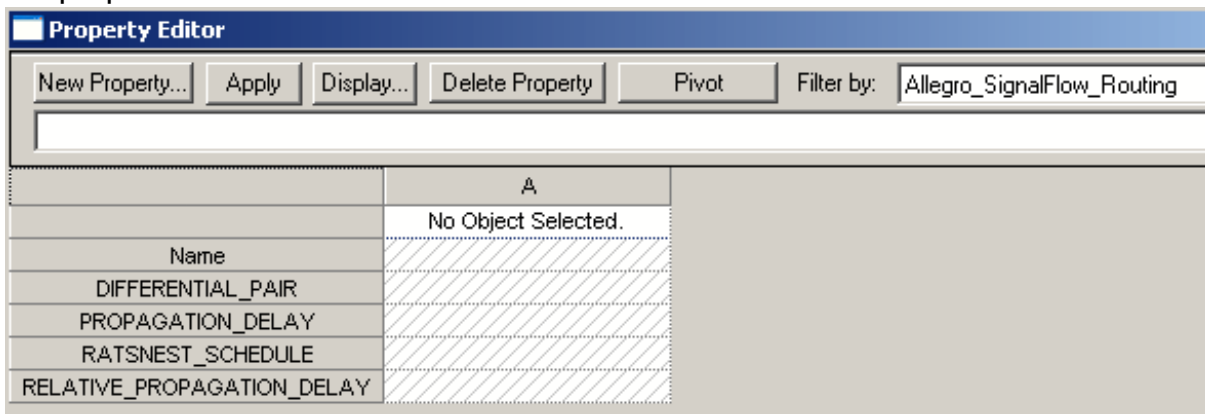 Property Editor
New Property... Apply Display... Delete Property Pivot Filter by: Allegro_SignalFlow_Routing
A
No Object Selected.
Name
DIFFERENTIAL_PAIR
PROPAGATION_DELAY
RATSNEST_SCHEDULE
RELATIVE_PROPAGATION_DELAY